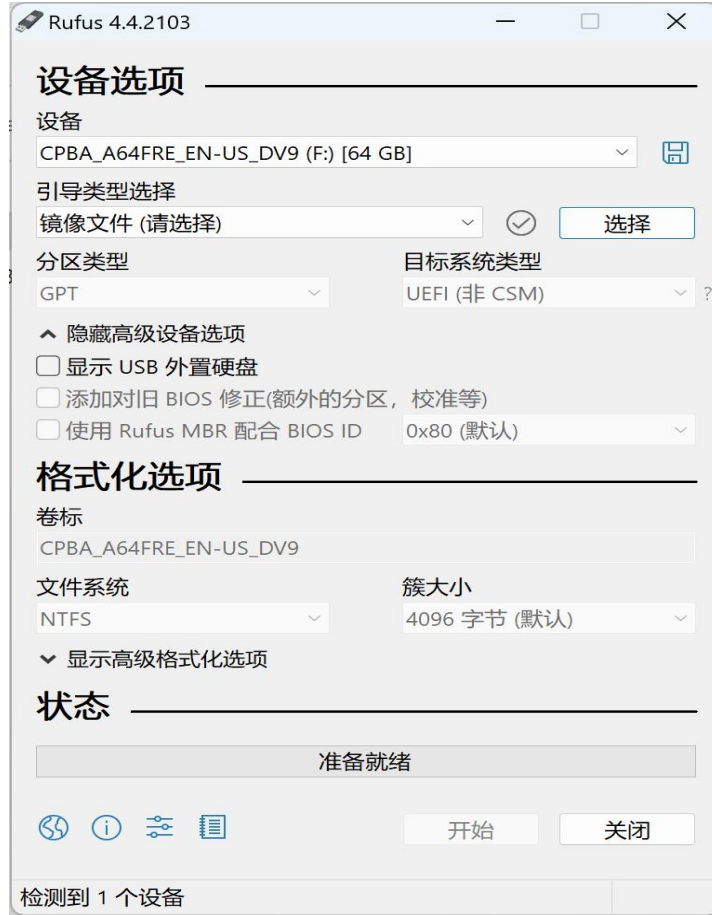 Rufus 4.4.2103
设备选项
设备
CPBA_A64FRE_EN-US_DV9 (F:) [64 GB]
引导类型选择
镜像文件 (请选择)
选择
分区类型
目标系统类型
GPT
UEFI (非 CSM)
?
隐藏高级设备选项
显示 USB 外置硬盘
添加对旧 BIOS 修正(额外的分区，校准等)
使用 Rufus MBR 配合 BIOS ID
0x80 (默认)
格式化选项
卷标
CPBA_A64FRE_EN-US_DV9
文件系统
簇大小
NTFS
4096 字节 (默认)
显示高级格式化选项
状态
准备就绪
开始
关闭
检测到 1 个设备